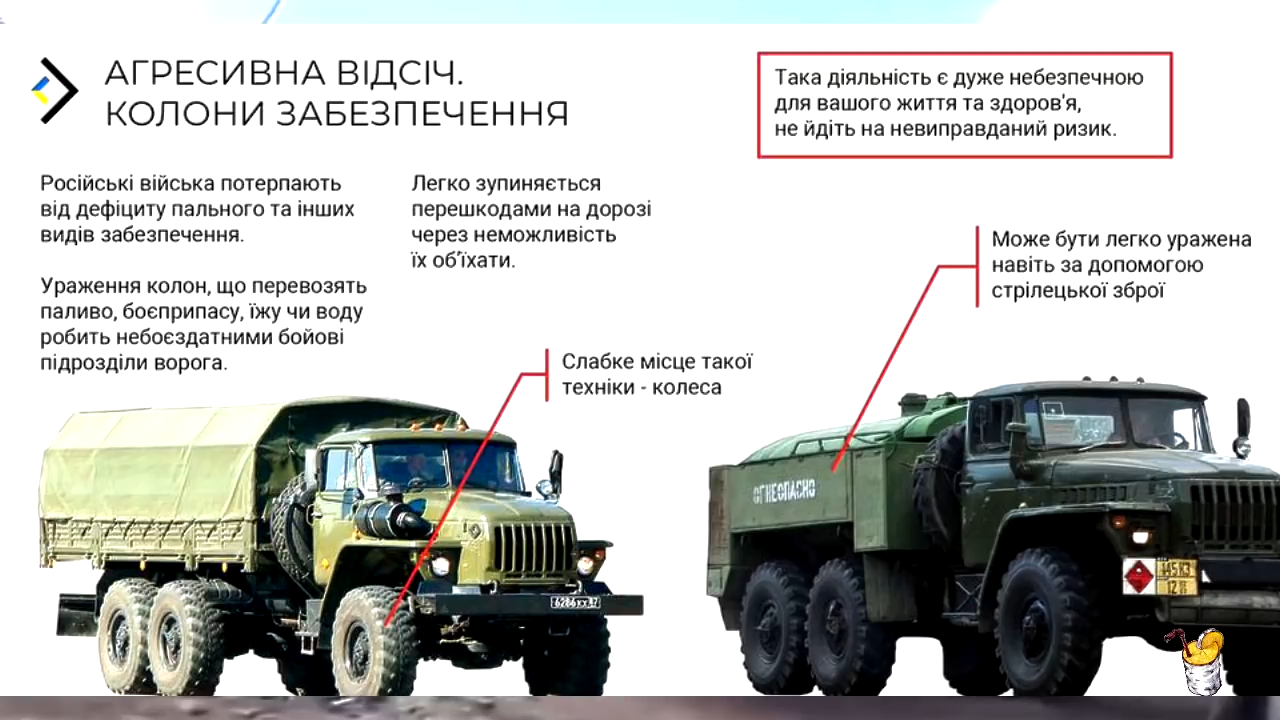 АГРЕСИВНА ВІДСІЧ.
КОЛОНИ ЗАБЕЗПЕЧЕННЯ
Така діяльність є дуже небезпечною
для вашого життя та здоров'я,
не йдіть на невиправданий ризик.
Російські війська потерпають
від дефіциту пального та інших
видів забезпечення.
Ураження колон, що перевозять
паливо, боєприпасу, їжу чи воду
робить небоєздатними бойові
підрозділи ворога.
Легко зупиняється
перешкодами на дорозі
через неможливість
їх об'їхати.
Може бути легко уражена
навіть за допомогою
стрілецької зброї
Слабке місце такої
техніки - колеса
ОГНЕОПАСНО